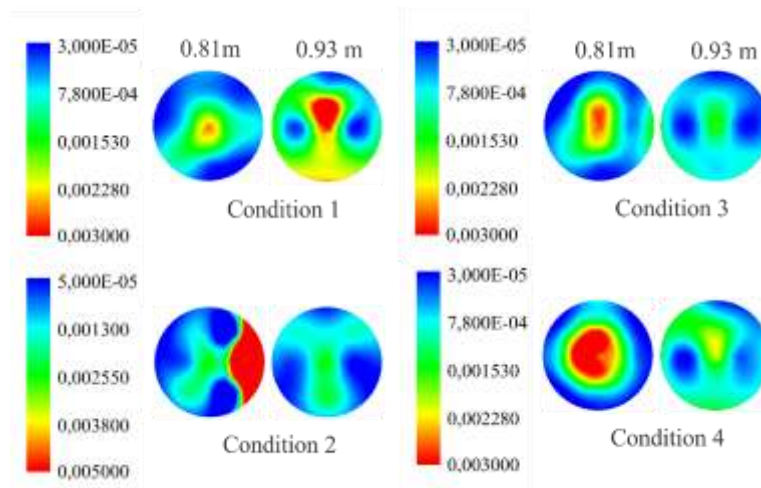 0.81m 0.93 m
3,000E-05
7,800E-04
0,001530
0,002280
0,003000
Condition 1
0.81m 0.93 m
3,000E-05
7,800E-04
0,001530
0,002280
0,003000
Condition 3
5,000E-05
0,001300
0,002550
0,003800
0,005000
Condition 2
3,000E-05
7,800E-04
0,001530
0,002280
0,003000
Condition 4